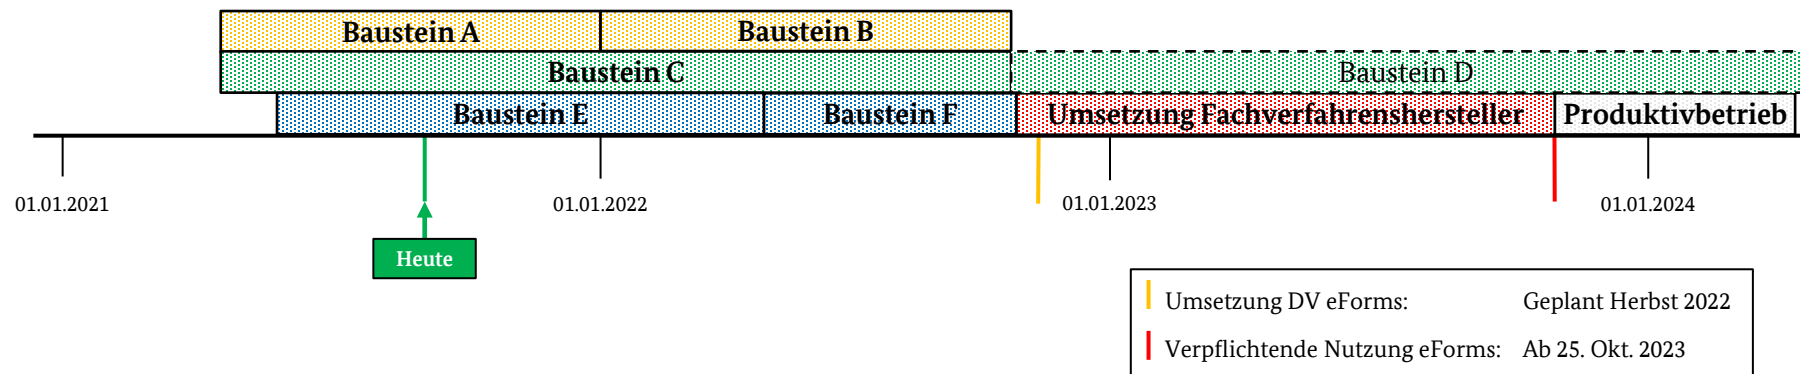 Baustein A Baustein B
Baustein C Baustein D
Baustein E Baustein F Umsetzung Fachverfahrenshersteller Produktivbetrieb
01.01.2021 01.01.2022 01.01.2023 01.01.2024
Heute
Umsetzung DV eForms: Geplant Herbst 2022
Verpflichtende Nutzung eForms: Ab 25. Okt. 2023